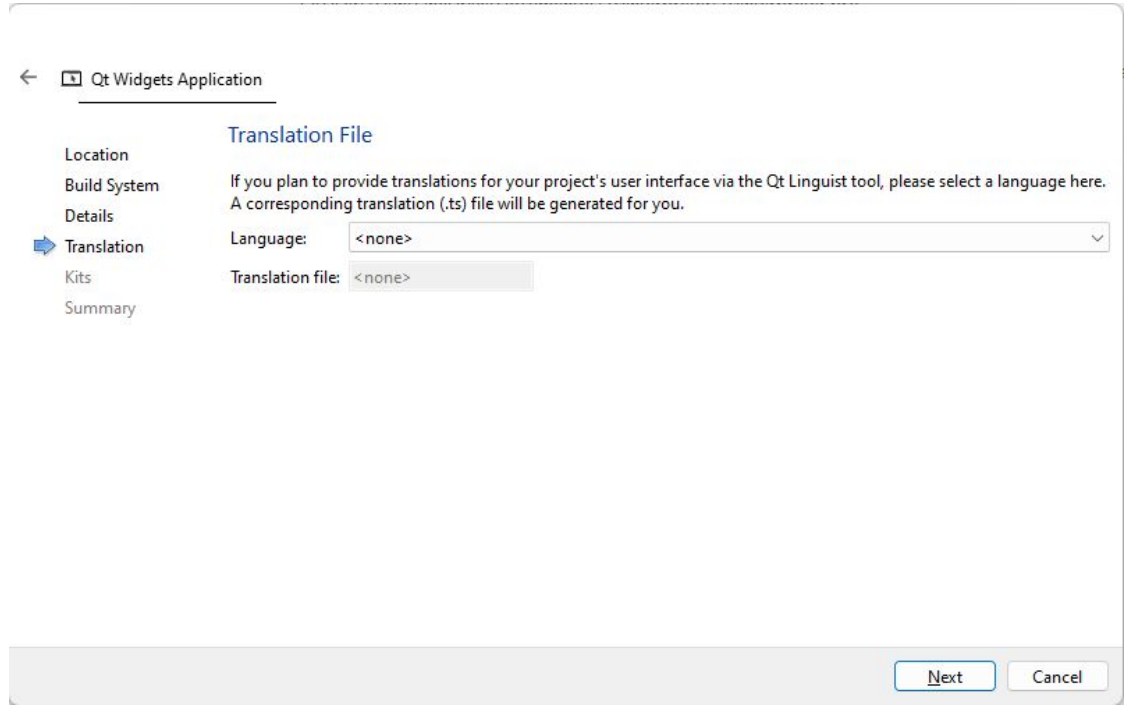 Qt Widgets Application
Translation File
Location
Build System
Details
Translation
Kits
Summary
If you plan to provide translations for your project's user interface via the Qt Linguist tool, please select a language here.
A corresponding translation (.ts) file will be generated for you.
Language: <none>
Translation file: <none>
Next Cancel